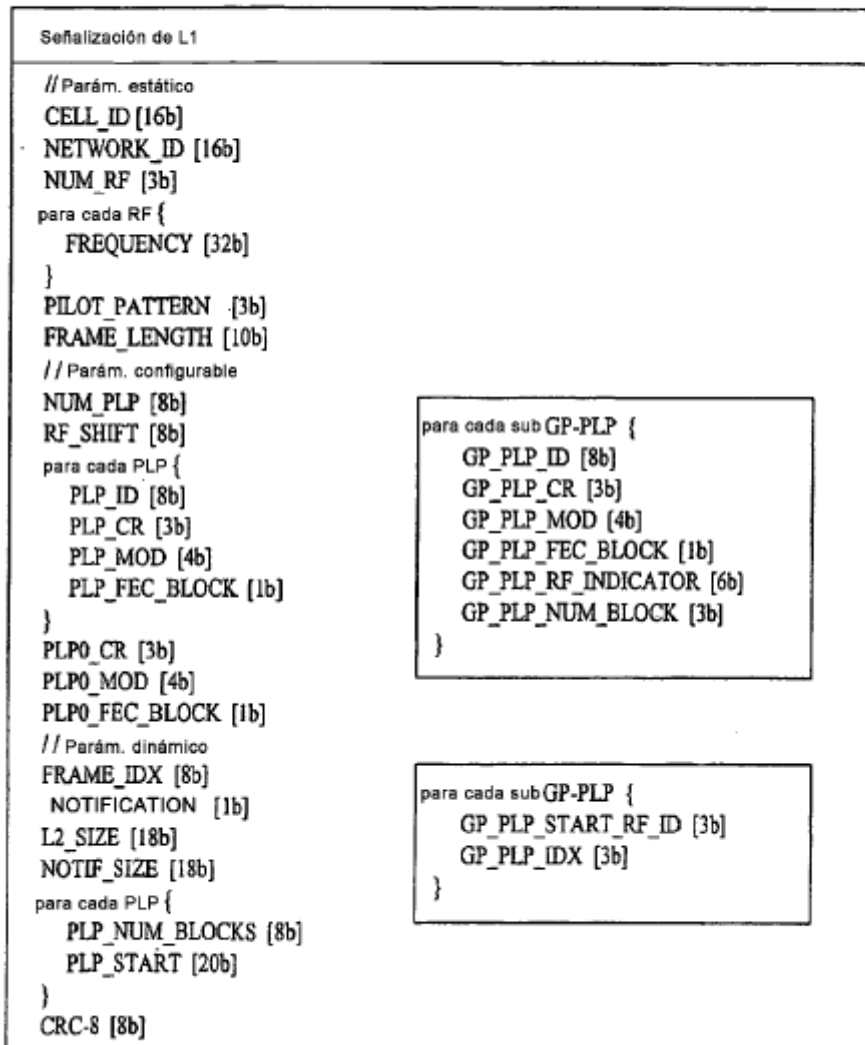 Señalización de L1
// Parám. estático
CELL_ID [16b]
NETWORK_ID [16b]
NUM_RF [3b]
para cada RF {
FREQUENCY [32b]
}
PILOT_PATTERN [3b]
FRAME_LENGTH [10b]
// Parám. configurable
NUM_PLP [8b]
RF_SHIFT [8b]
para cada PLP {
PLP_ID [8b]
PLP_CR [3b]
PLP_MOD [4b]
PLP_FEC_BLOCK [1b]
}
PLP0_CR [3b]
PLP0_MOD [4b]
PLP0_FEC_BLOCK [1b]
// Parám. dinámico
FRAME_IDX [8b]
NOTIFICATION [1b]
L2_SIZE [18b]
NOTIF_SIZE [18b]
para cada PLP {
PLP_NUM_BLOCKS [8b]
PLP_START [20b]
}
CRC-8 [8b]
para cada sub GP-PLP {
GP_PLP_ID [8b]
GP_PLP_CR [3b]
GP_PLP_MOD [4b]
GP_PLP_FEC_BLOCK [1b]
GP_PLP_RF_INDICATOR [6b]
GP_PLP_NUM_BLOCK [3b]
}
para cada sub GP-PLP {
GP_PLP_START_RF_ID [3b]
GP_PLP_IDX [3b]
}